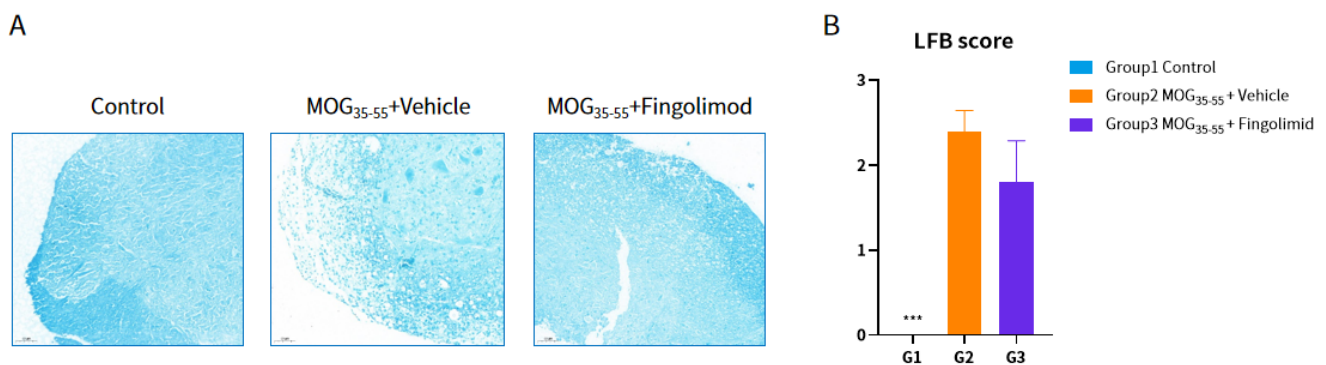 A
Control
MOG35-55+Vehicle
MOG35-55+Fingolimod
B
LFB score
3
2
1
0
***
G1 G2 G3
Group1 Control
Group2 MOG35-55 + Vehicle
Group3 MOG35-55 + Fingolimid